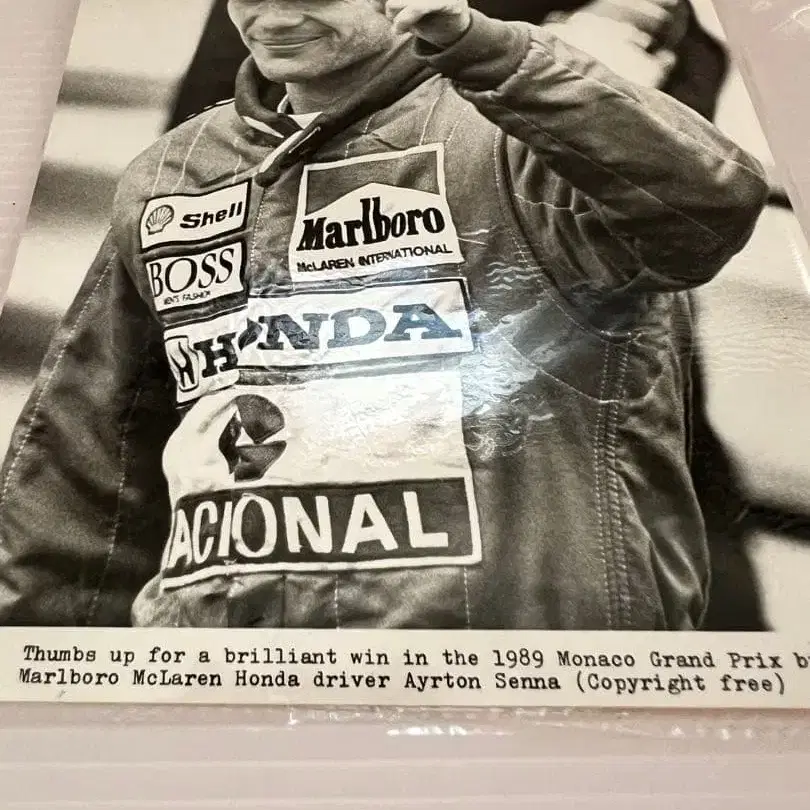 Shell
Marlboro
McLAREN INTERNATIONAL
BOSS
MEN'S FASHION
HONDA
ACIONAL
Thumbs up for a brilliant win in the 1989 Monaco Grand Prix b
Marlboro McLaren Honda driver Ayrton Senna (Copyright free)